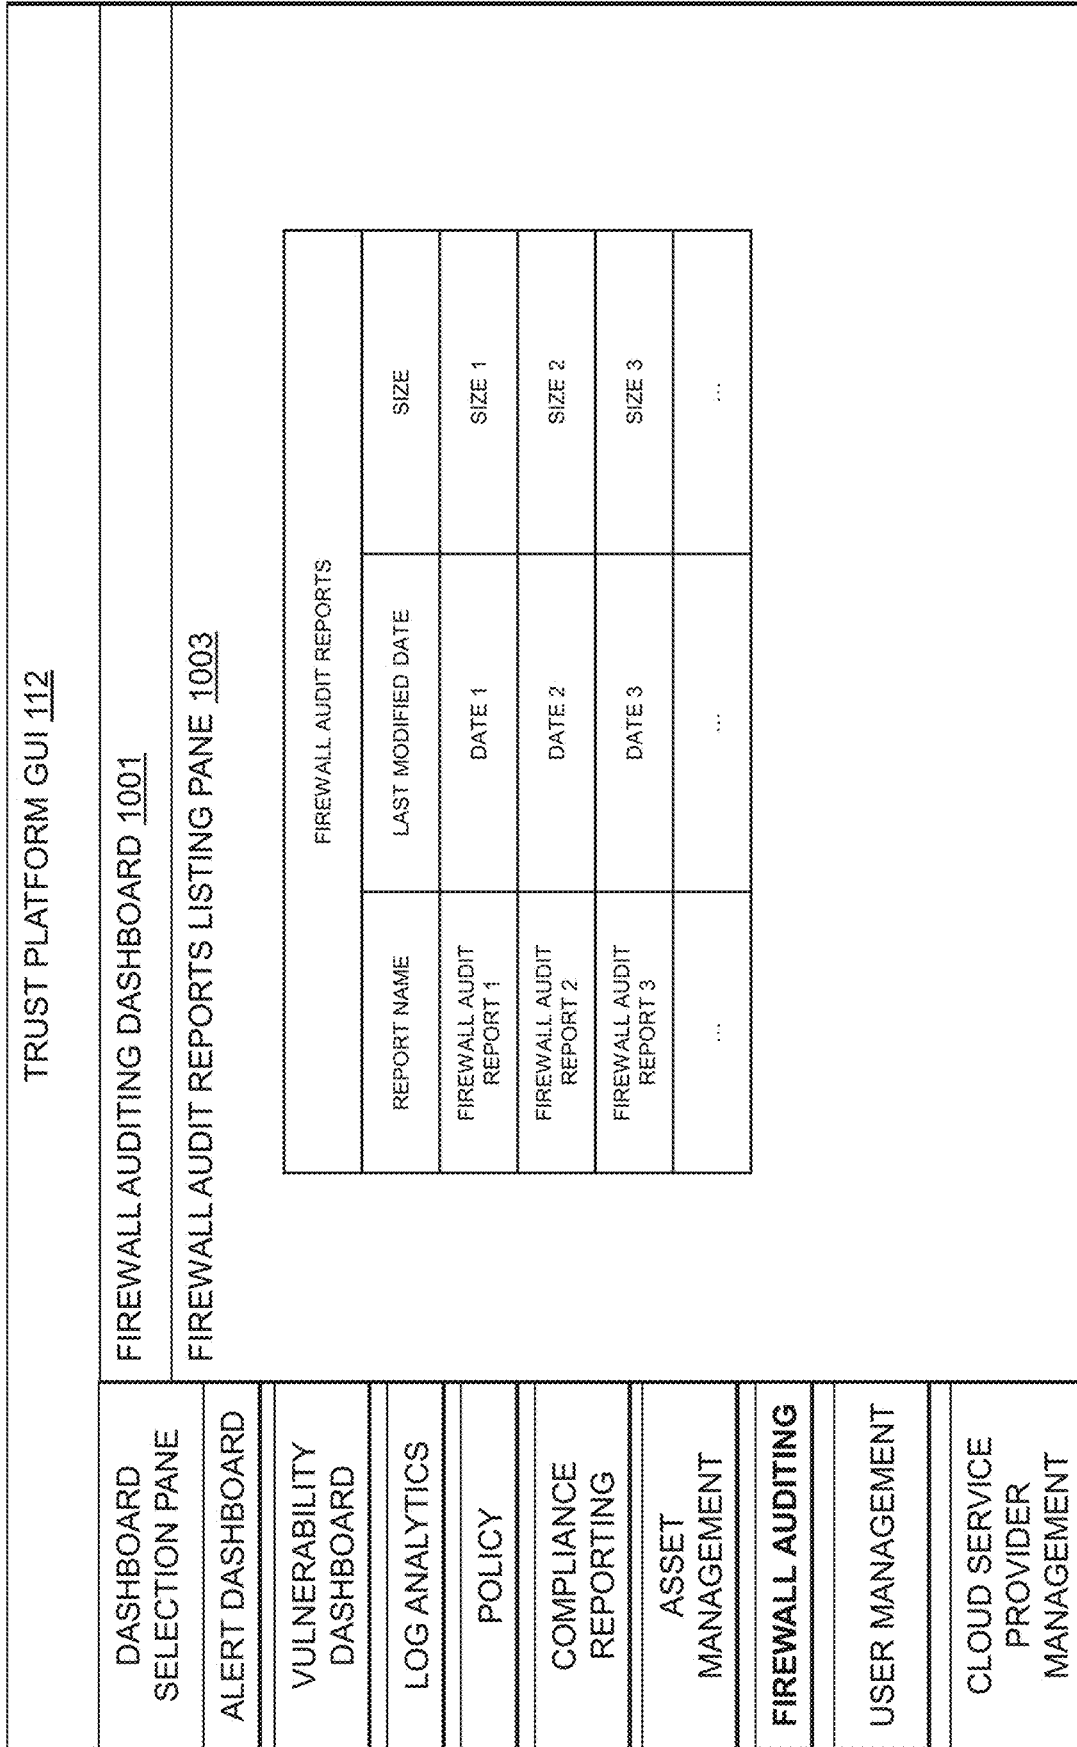 TRUST PLATFORM GUI 112
DASHBOARD
SELECTION PANE
ALERT DASHBOARD
VULNERABILITY
DASHBOARD
LOG ANALYTICS
POLICY
COMPLIANCE
REPORTING
ASSET
MANAGEMENT
FIREWALL AUDITING
USER MANAGEMENT
CLOUD SERVICE
PROVIDER
MANAGEMENT
FIREWALL AUDITING DASHBOARD 1001
FIREWALL AUDIT REPORTS LISTING PANE 1003
FIREWALL AUDIT REPORTS
REPORT NAME
LAST MODIFIED DATE
SIZE
FIREWALL AUDIT
REPORT 1
DATE 1
SIZE 1
FIREWALL AUDIT
REPORT 2
DATE 2
SIZE 2
FIREWALL AUDIT
REPORT 3
DATE 3
SIZE 3
...
...
...